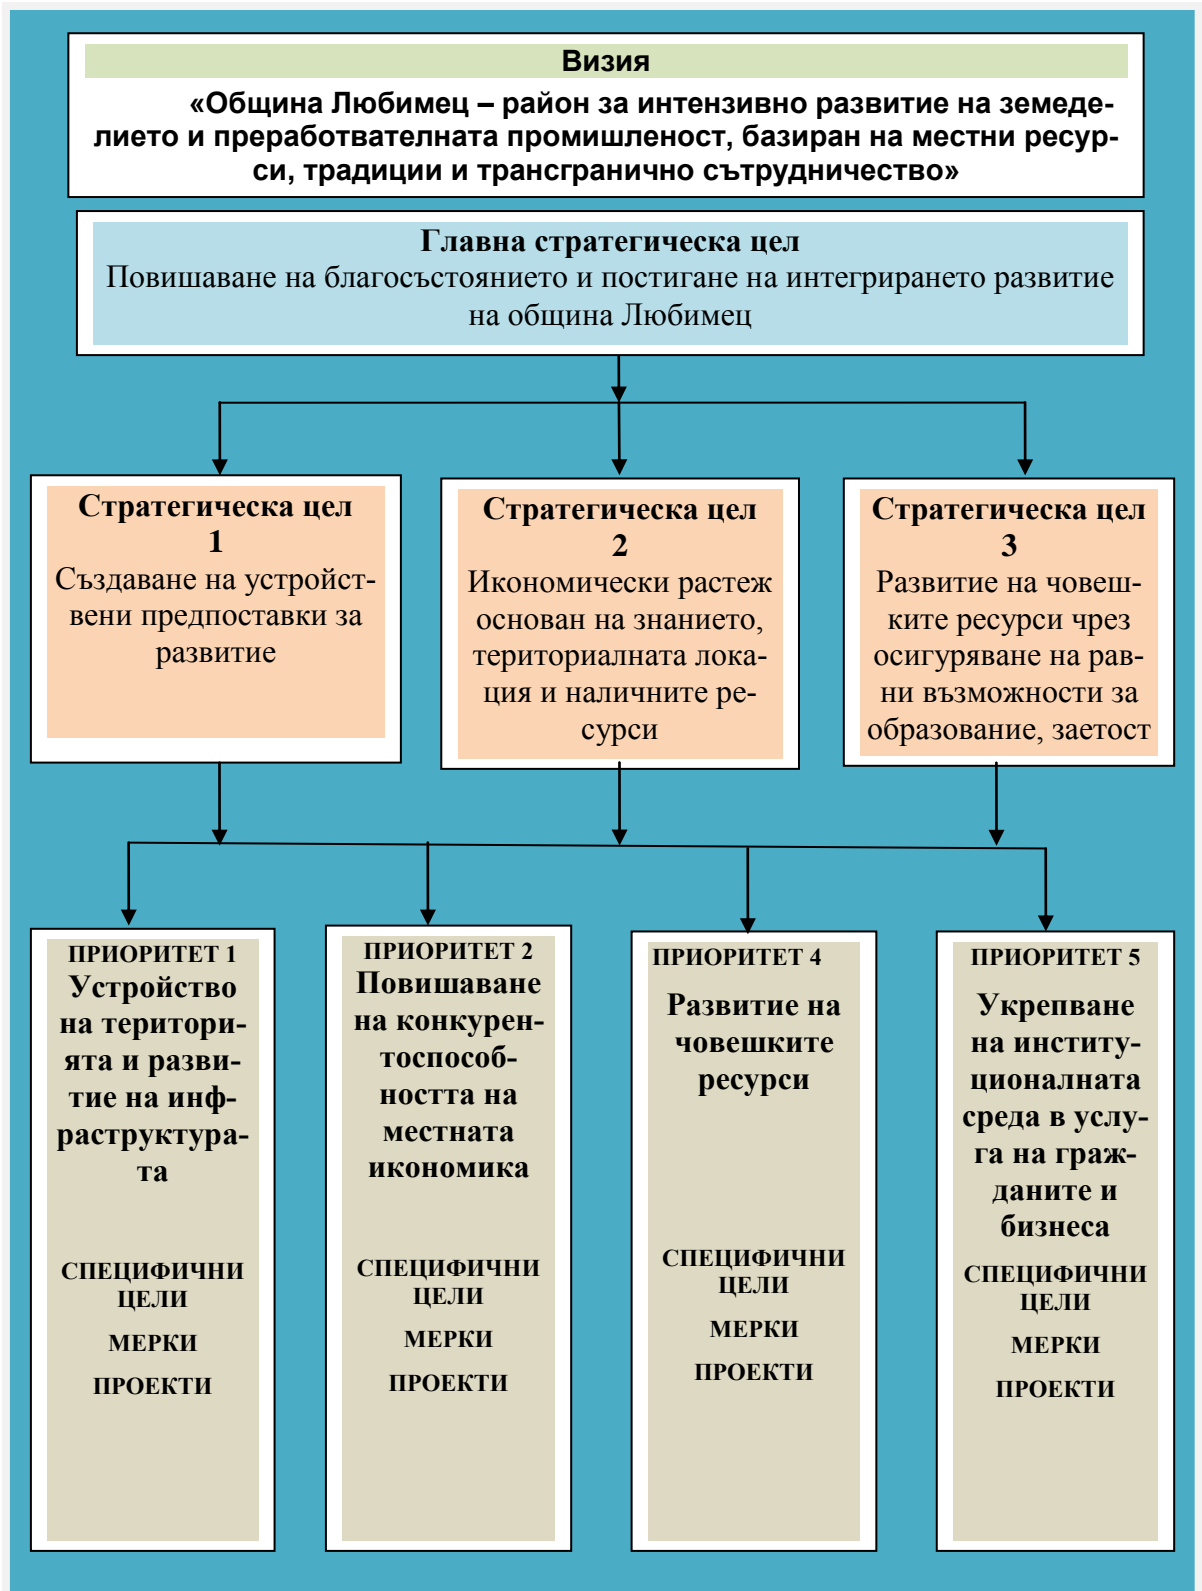 Визия
«Община Любимец – район за интензивно развитие на земеде-
лието и преработвателната промишленост, базиран на местни ресур-
си, традиции и трансгранично сътрудничество»
Главна стратегическа цел
Повишаване на благосъстоянието и постигане на интегрирането развитие
на община Любимец
Стратегическа цел
1
Създаване на устройст-
вени предпоставки за
развитие
Стратегическа цел
2
Икономически растеж
основан на знанието,
териториалната лока-
ция и наличните ре-
сурси
Стратегическа цел
3
Развитие на човеш-
ките ресурси чрез
осигуряване на рав-
ни възможности за
образование, заетост
ПРИОРИТЕТ 1
Устройство
на територи-
ята и разви-
тие на инф-
раструктура-
та
СПЕЦИФИЧНИ
ЦЕЛИ
МЕРКИ
ПРОЕКТИ
ПРИОРИТЕТ 2
Повишаване
на конкурен-
тоспособ-
ността на
местната
икономика
СПЕЦИФИЧНИ
ЦЕЛИ
МЕРКИ
ПРОЕКТИ
ПРИОРИТЕТ 4
Развитие на
човешките
ресурси
СПЕЦИФИЧНИ
ЦЕЛИ
МЕРКИ
ПРОЕКТИ
ПРИОРИТЕТ 5
Укрепване
на институ-
ционалната
среда в услу-
га на граж-
даните и
бизнеса
СПЕЦИФИЧНИ
ЦЕЛИ
МЕРКИ
ПРОЕКТИ